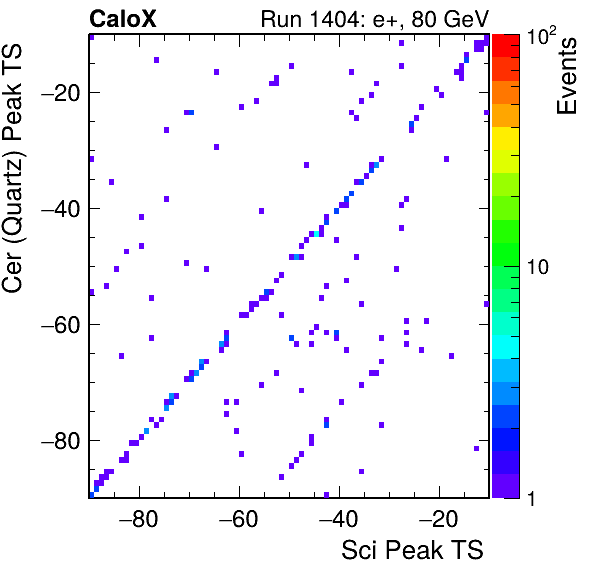 CaloX Run 1404: e+, 80 GeV
Cer (Quartz) Peak TS
−20
−40
−60
−80
−80 −60 −40 −20
Sci Peak TS
10²
10
1
Events